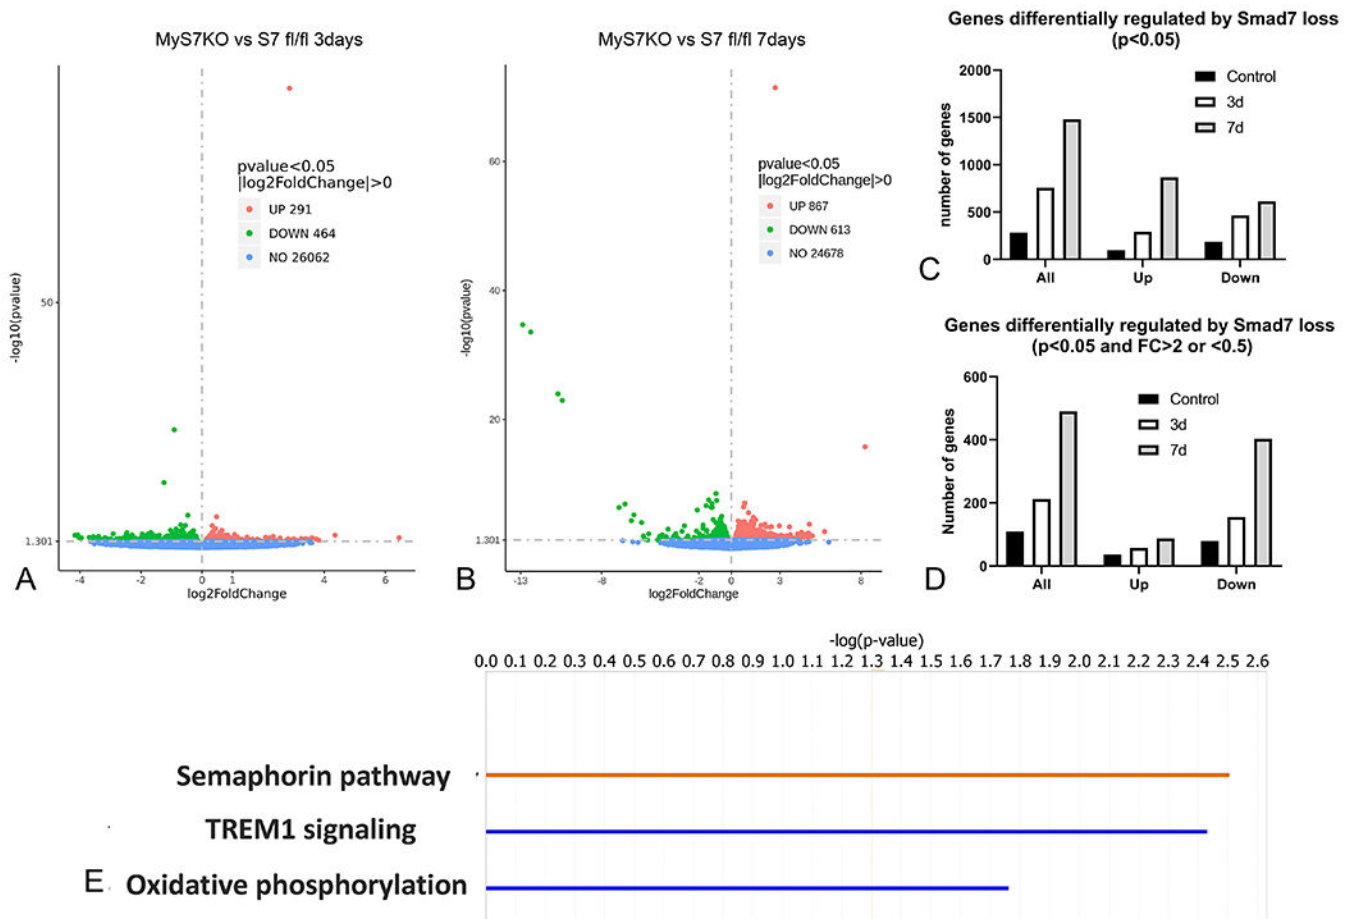 MyS7KO vs S7 fl/fl 3days
-log10(pvalue)
50
1.301
pvalue<0.05
|log2FoldChange|>0
UP 291
DOWN 464
NO 26062
-4 -2 0 1 4 6
log2FoldChange
A
MyS7KO vs S7 fl/fl 7days
-log10(pvalue)
60
40
20
1.301
pvalue<0.05
|log2FoldChange|>0
UP 867
DOWN 613
NO 24678
-13 -8 -2 0 3 8
log2FoldChange
B
Genes differentially regulated by Smad7 loss
(p<0.05)
number of genes
2000
1500
1000
500
0
Control
3d
7d
All Up Down
C
Genes differentially regulated by Smad7 loss
(p<0.05 and FC>2 or <0.5)
Number of genes
600
400
200
0
Control
3d
7d
All Up Down
D
-log(p-value)
0.0 0.1 0.2 0.3 0.4 0.5 0.6 0.7 0.8 0.9 1.0 1.1 1.2 1.3 1.4 1.5 1.6 1.7 1.8 1.9 2.0 2.1 2.2 2.3 2.4 2.5 2.6
Semaphorin pathway
TREM1 signaling
Oxidative phosphorylation
E